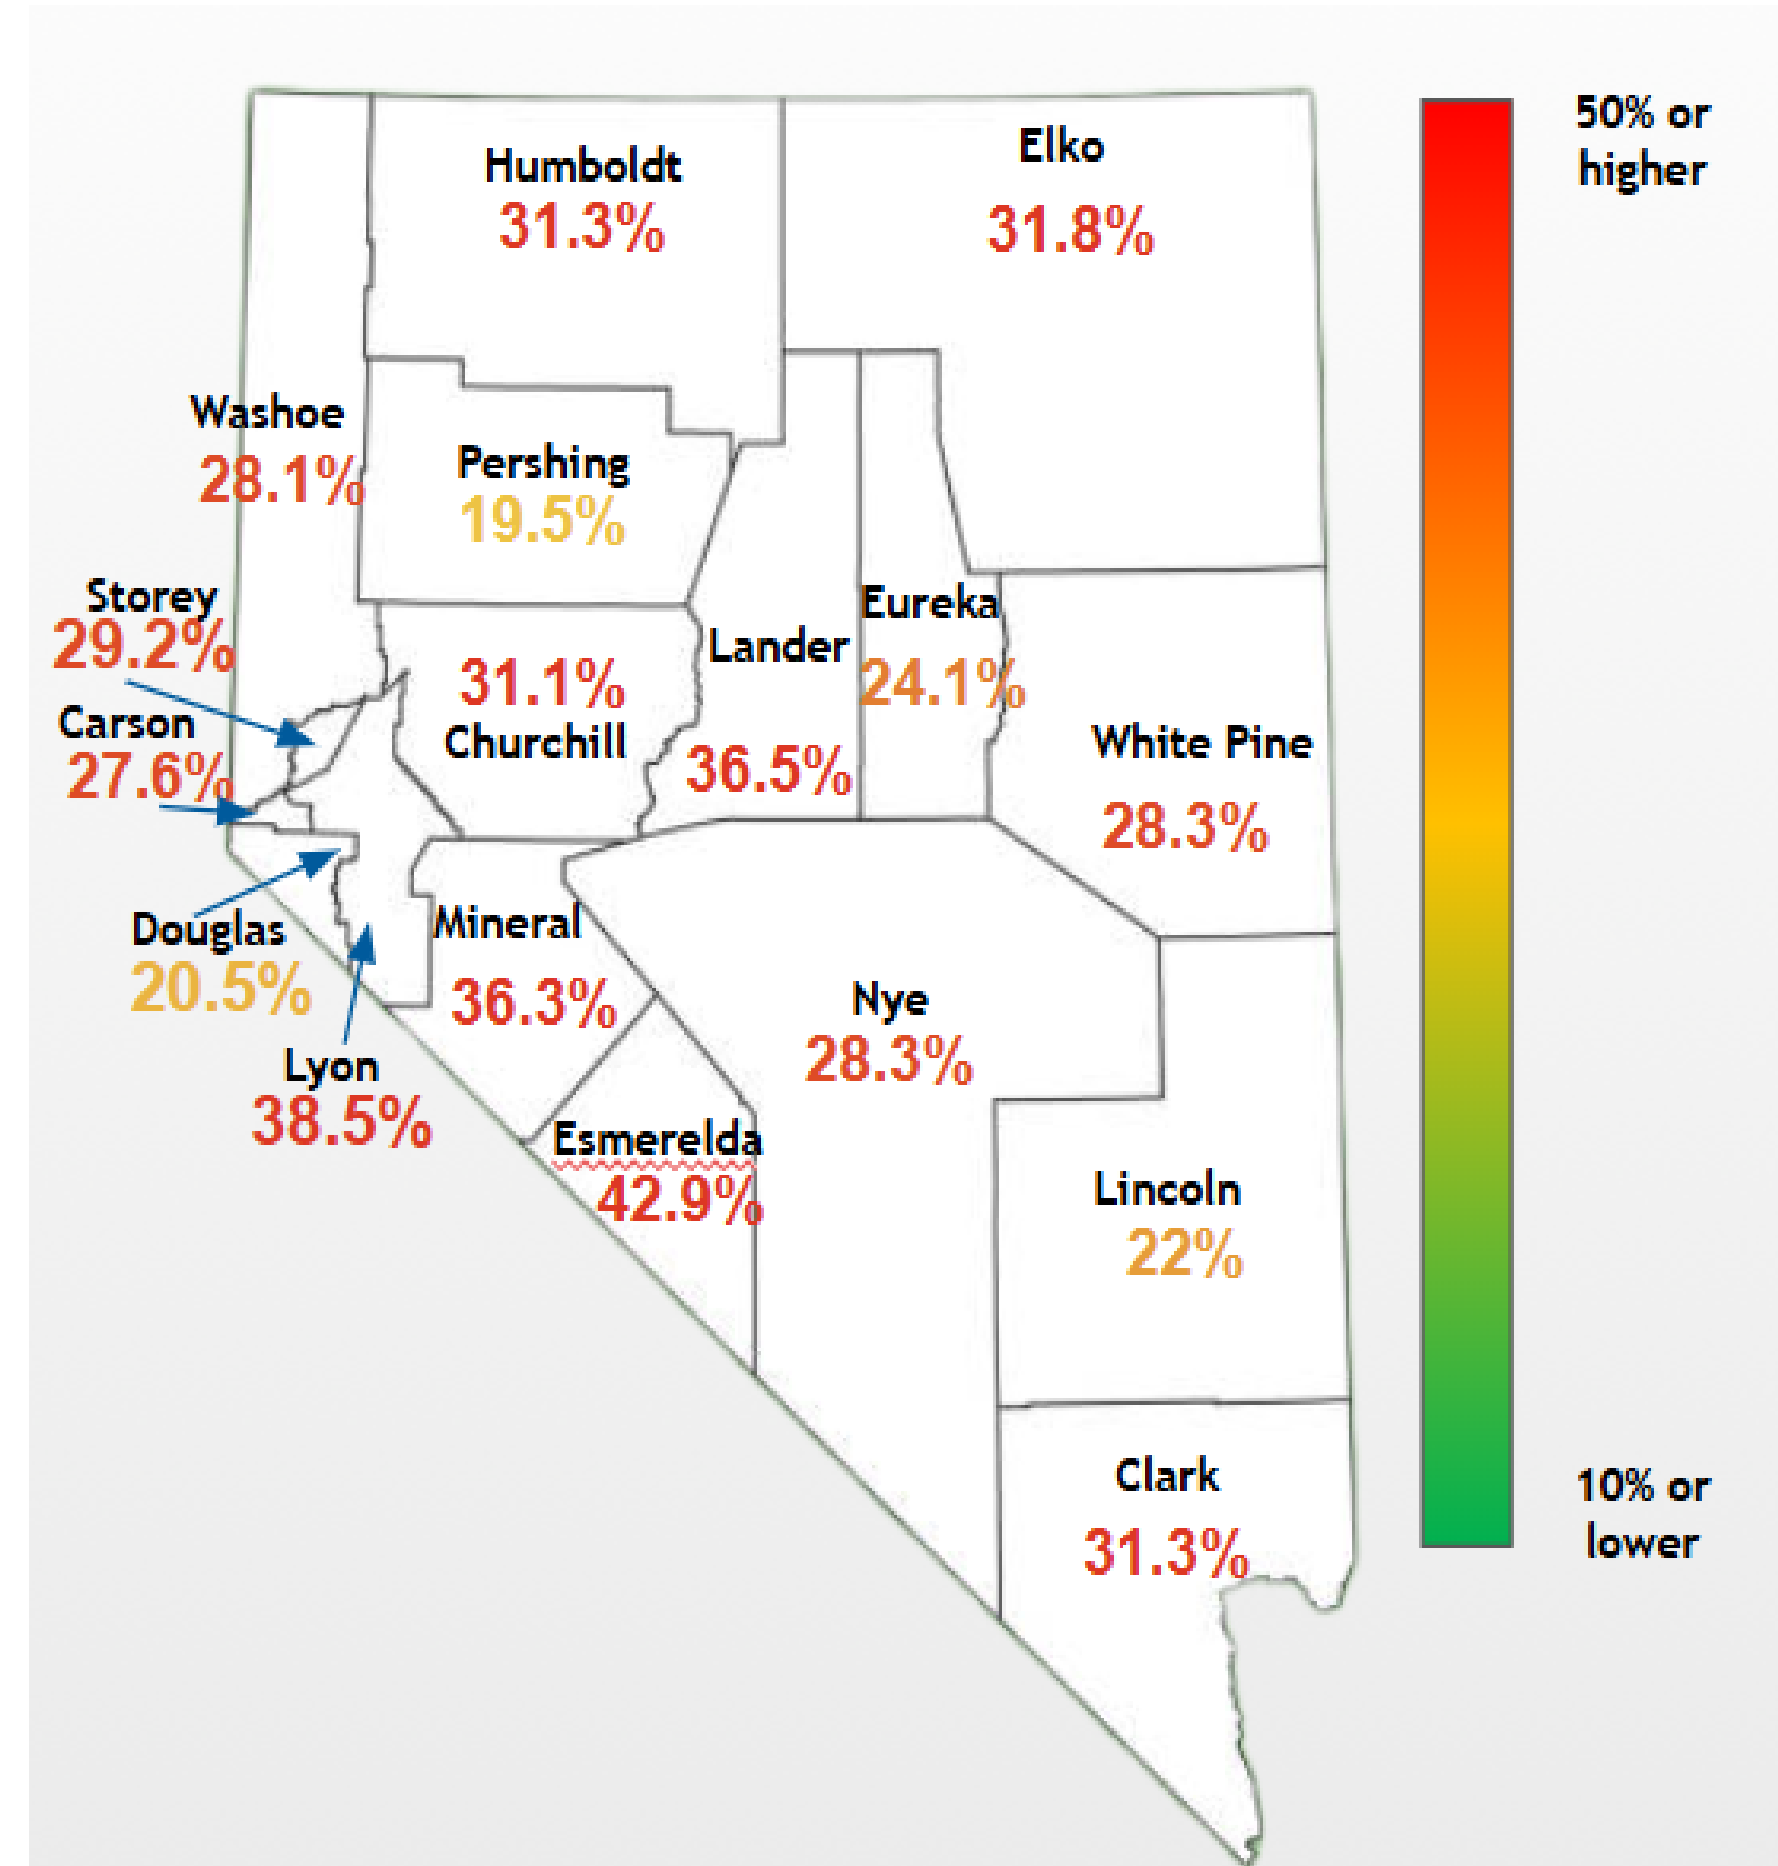 Humboldt
31.3%
Elko
31.8%
50% or
higher
Washoe
28.1%
Pershing
19.5%
Storey
29.2%
Carson
27.6%
31.1%
Churchill
Lander
36.5%
Eureka
24.1%
White Pine
28.3%
Douglas
20.5%
Lyon
38.5%
Mineral
36.3%
Nye
28.3%
Esmerelda
42.9%
Lincoln
22%
Clark
31.3%
10% or
lower